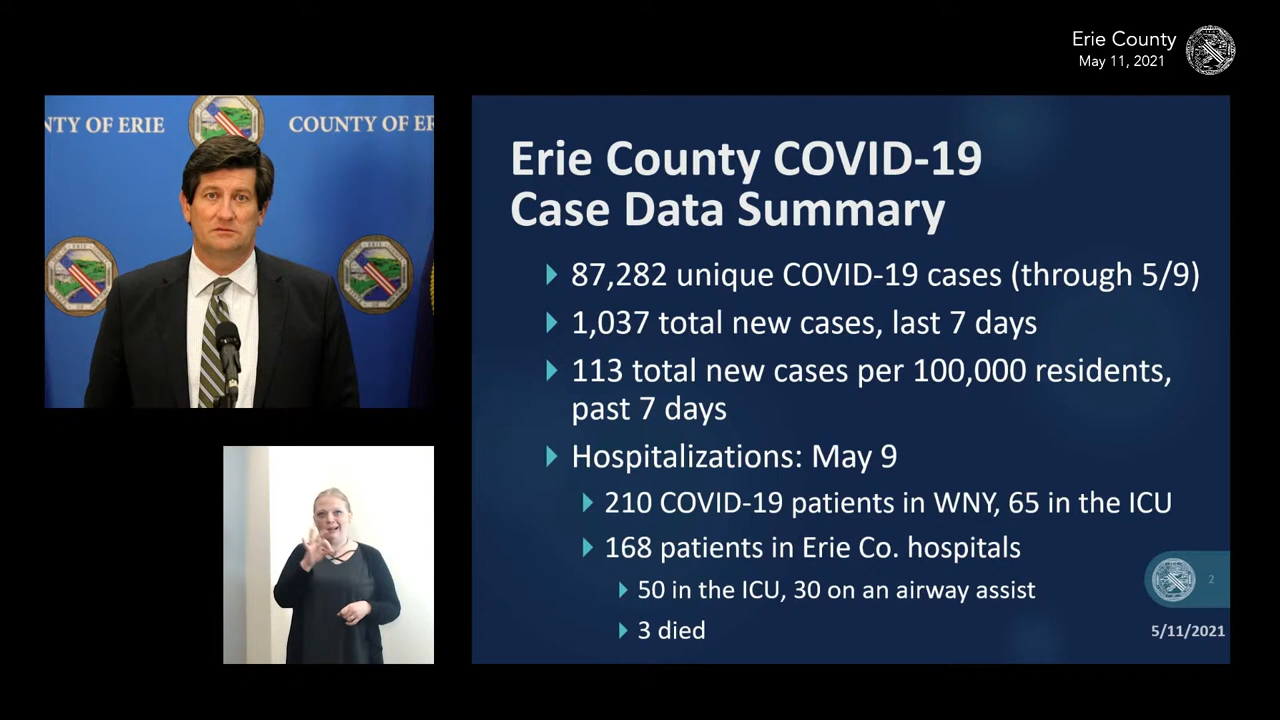 Erie County
May 11, 2021
NTY OF ERIE
COUNTY OF ER
Erie County COVID-19
Case Data Summary
87,282 unique COVID-19 cases (through 5/9)
1,037 total new cases, last 7 days
113 total new cases per 100,000 residents,
past 7 days
Hospitalizations: May 9
210 COVID-19 patients in WNY, 65 in the ICU
168 patients in Erie Co. hospitals
50 in the ICU, 30 on an airway assist
3 died
2
5/11/2021